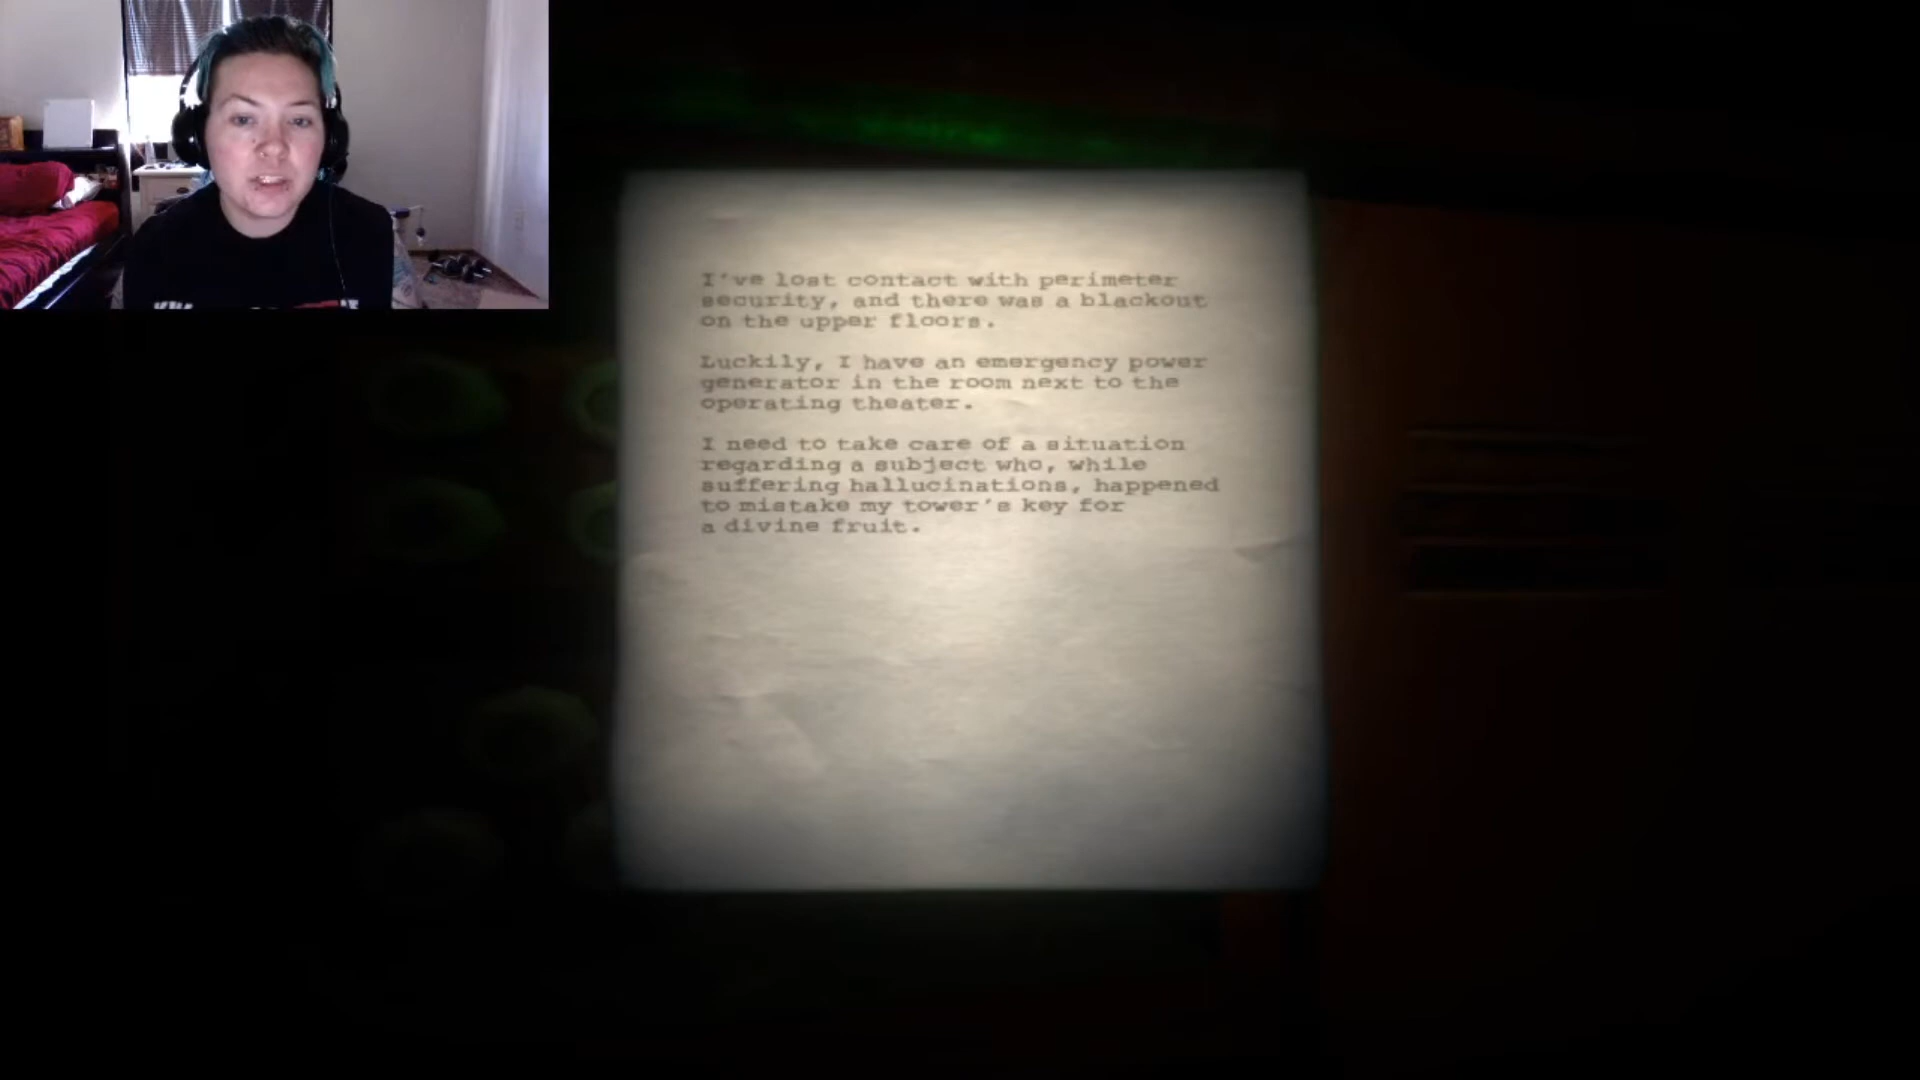 I've lost contact with perimeter
security, and there was a blackout
on the upper floors.
Luckily, I have an emergency power
generator in the room next to the
operating theater.
I need to take care of a situation
regarding a subject who, while
suffering hallucinations, happened
to mistake my tower's key for
a divine fruit.